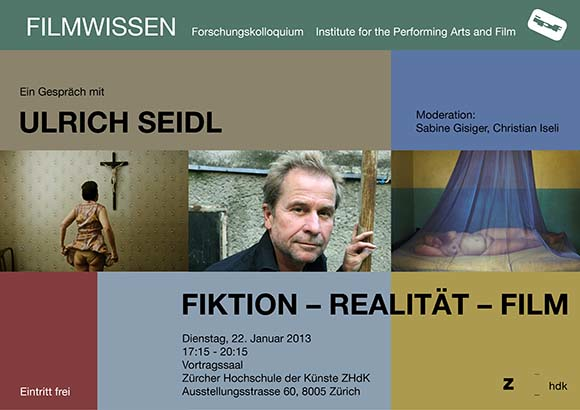 FILMWISSEN Forschungskolloquium Institute for the Performing Arts and Film
Ein Gespräch mit
ULRICH SEIDL
Moderation:
Sabine Gisiger, Christian Iseli
FIKTION – REALITÄT – FILM
Dienstag, 22. Januar 2013
17:15 - 20:15
Vortragssaal
Zürcher Hochschule der Künste ZHdK
Ausstellungsstrasse 60, 8005 Zürich
Eintritt frei
Z hdk